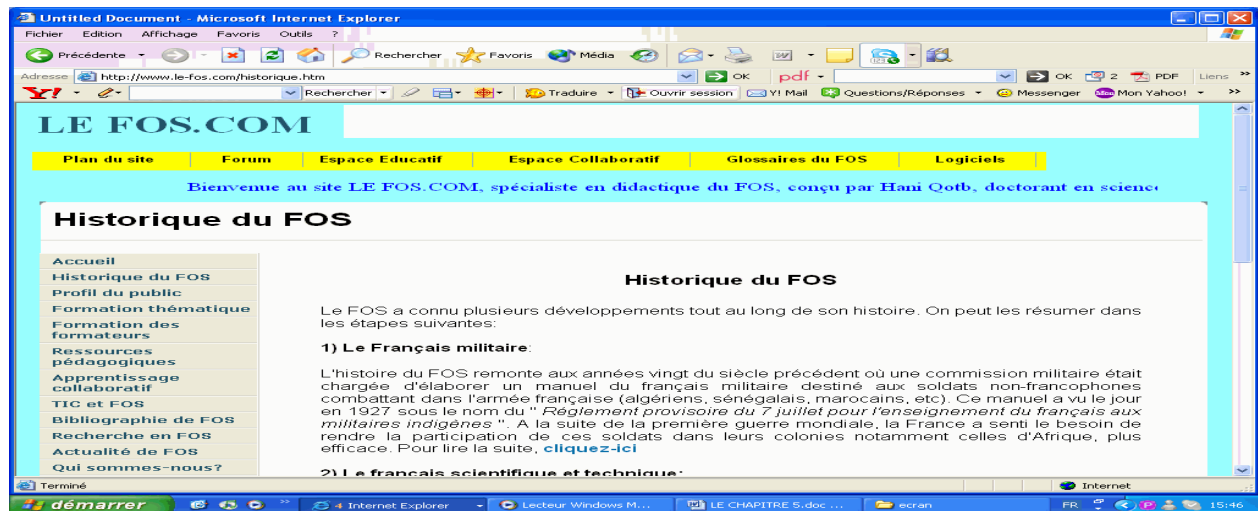 Untitled Document - Microsoft Internet Explorer
Fichier Edition Affichage Favoris Outils ?
Précédente Rechercher Favoris Média
Adresse http://www.le-fos.com/historique.htm OK pdf OK 2 PDF Liens »
Y! Rechercher Traduire Ouvrir session Y! Mail Questions/Réponses Messenger Mon Yahoo! »
LE FOS.COM
Plan du site Forum Espace Educatif Espace Collaboratif Glossaires du FOS Logiciels
Bienvenue au site LE FOS.COM, spécialiste en didactique du FOS, conçu par Hani Qotb, doctorant en science
Historique du FOS
Accueil
Historique du FOS
Profil du public
Formation thématique
Formation des
formateurs
Ressources
pédagogiques
Apprentissage
collaboratif
TIC et FOS
Bibliographie de FOS
Recherche en FOS
Actualité de FOS
Qui sommes-nous?
Historique du FOS
Le FOS a connu plusieurs développements tout au long de son histoire. On peut les résumer dans
les étapes suivantes:
1) Le Français militaire:
L'histoire du FOS remonte aux années vingt du siècle précédent où une commission militaire était
chargée d'élaborer un manuel du français militaire destiné aux soldats non-francophones
combattant dans l'armée française (algériens, sénégalais, marocains, etc). Ce manuel a vu le jour
en 1927 sous le nom du " Réglement provisoire du 7 juillet pour l'enseignement du français aux
militaires indigènes ". A la suite de la première guerre mondiale, la France a senti le besoin de
rendre la participation de ces soldats dans leurs colonies notamment celles d'Afrique, plus
efficace. Pour lire la suite, cliquez-ici
2) Le français scientifique et technique:
Terminé Internet
démarrer » 4 Internet Explorer Lecteur Windows M... LE CHAPITRE 5.doc ... ecran FR 15:46